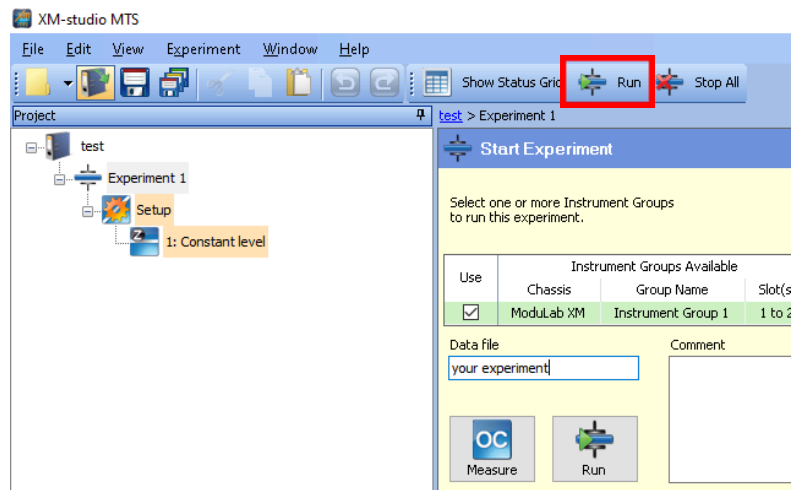 XM-studio MTS
File Edit View Experiment Window Help
Show Status Grid Run Stop All
Project
test > Experiment 1
test
Start Experiment
Experiment 1
Setup
Select one or more Instrument Groups
to run this experiment.
1: Constant level
Use
Instrument Groups Available
Chassis Group Name Slot(s
ModuLab XM Instrument Group 1 1 to 2
Data file Comment
your experiment
OC
Measure Run